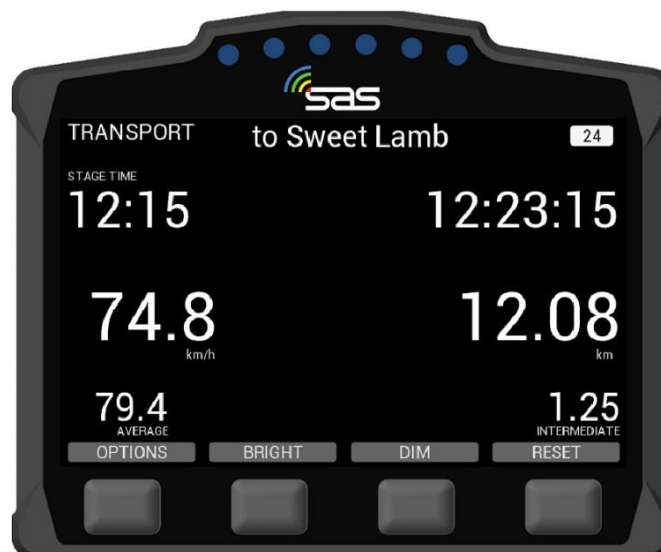 sas
TRANSPORT to Sweet Lamb 24
STAGE TIME
12:15 12:23:15
74.8 12.08
km/h km
79.4 1.25
AVERAGE INTERMEDIATE
OPTIONS BRIGHT DIM RESET